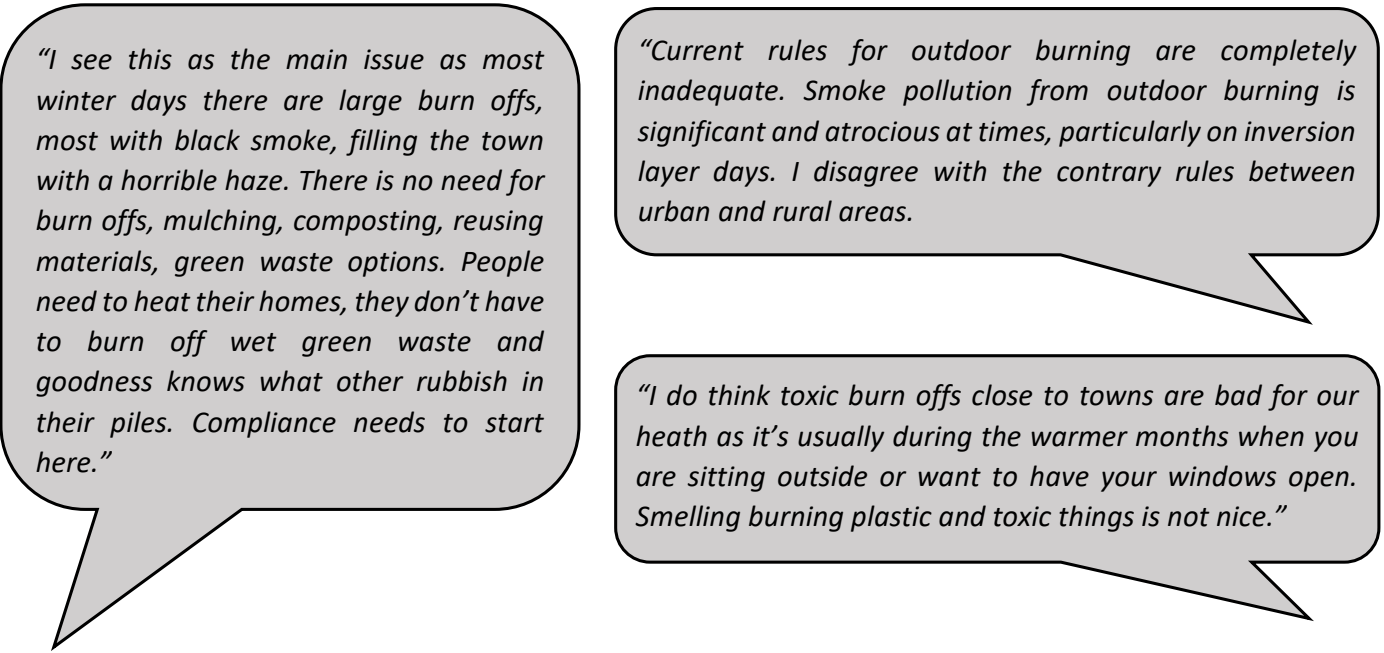 “I see this as the main issue as most
winter days there are large burn offs,
most with black smoke, filling the town
with a horrible haze. There is no need for
burn offs, mulching, composting, reusing
materials, green waste options. People
need to heat their homes, they don’t have
to burn off wet green waste and
goodness knows what other rubbish in
their piles. Compliance needs to start
here.”
“Current rules for outdoor burning are completely
inadequate. Smoke pollution from outdoor burning is
significant and atrocious at times, particularly on inversion
layer days. I disagree with the contrary rules between
urban and rural areas.
“I do think toxic burn offs close to towns are bad for our
heath as it’s usually during the warmer months when you
are sitting outside or want to have your windows open.
Smelling burning plastic and toxic things is not nice.”